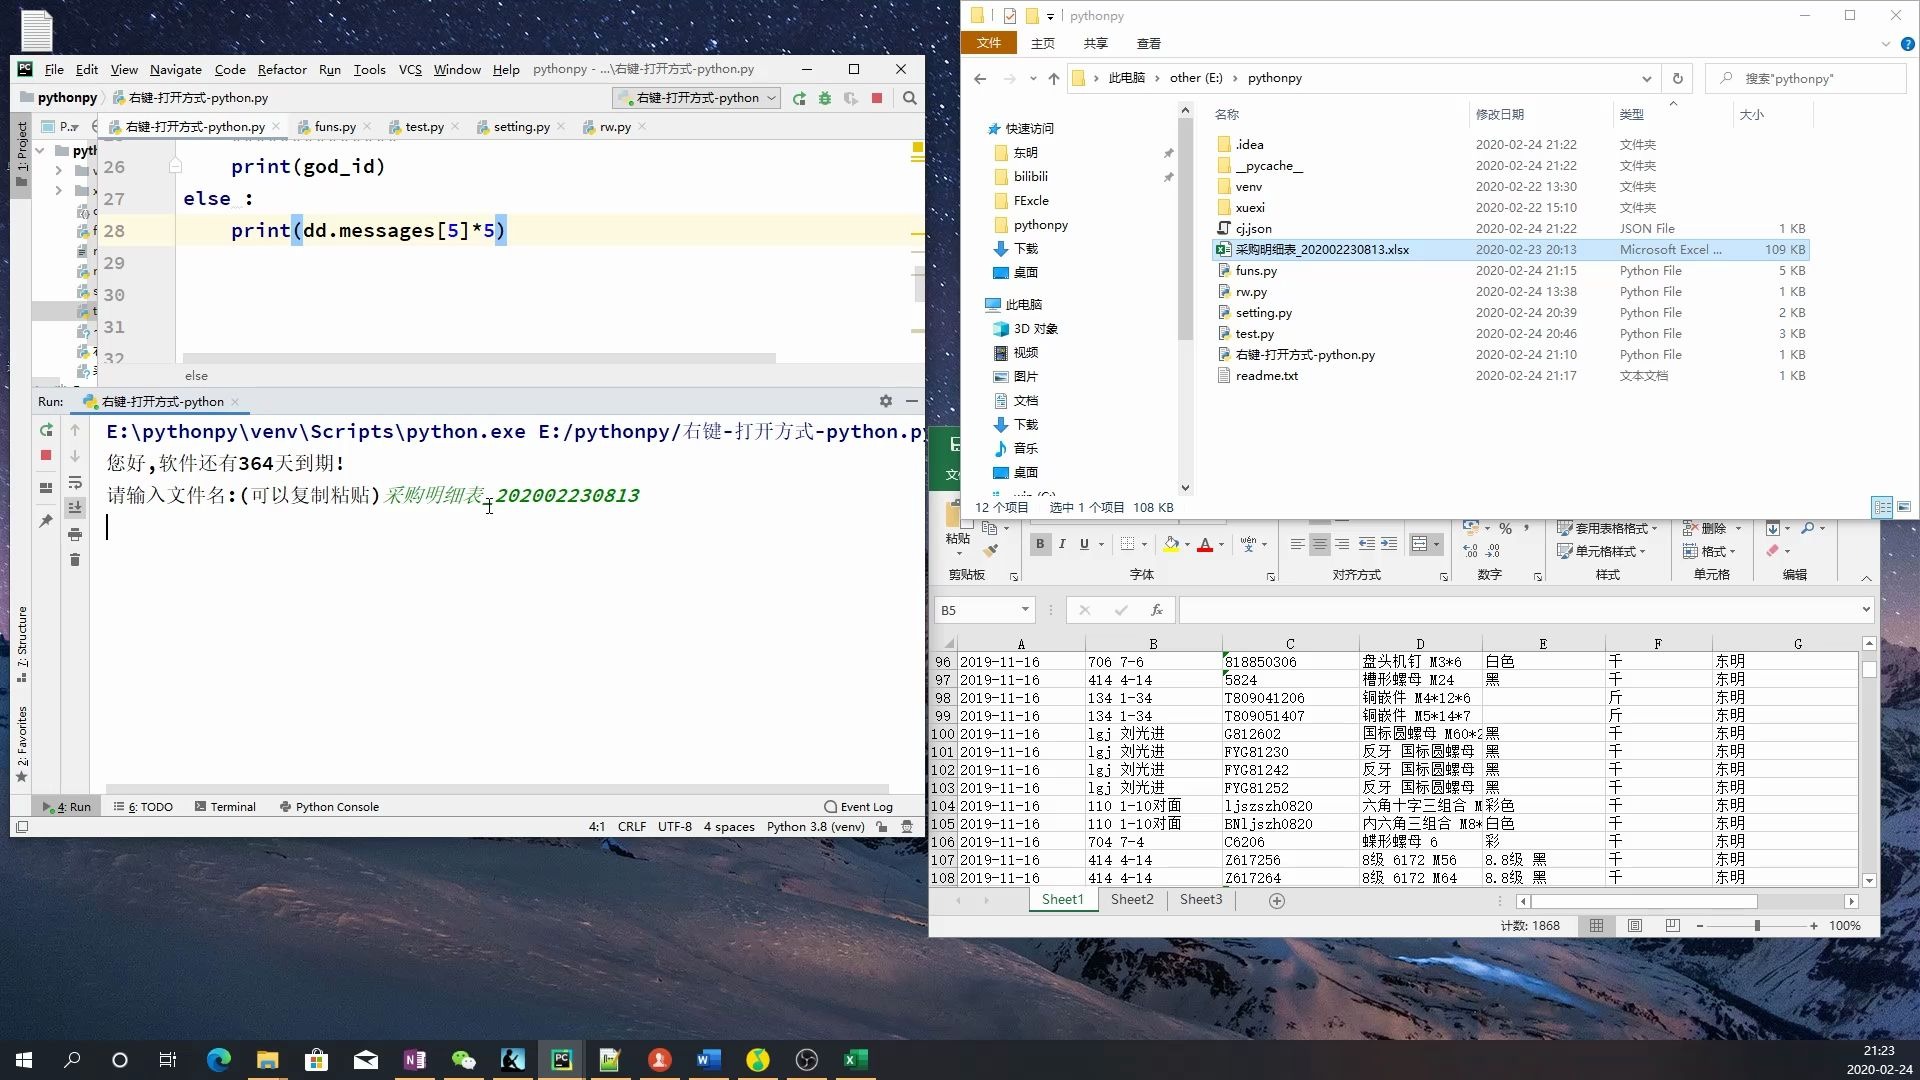 File Edit View Navigate Code Refactor Run Tools VCS Window Help pythonpy - ...\右键-打开方式-python.py
pythonpy 右键-打开方式-python.py 右键-打开方式-python
1: Project
右键-打开方式-python.py funs.py test.py setting.py rw.py
26 print(god_id)
27 else :
28 print(dd.messages[5]*5)
29
30
31
32
else
Run: 右键-打开方式-python
E:\pythonpy\venv\Scripts\python.exe E:/pythonpy/右键-打开方式-python.py
您好,软件还有364天到期!
请输入文件名:(可以复制粘贴)采购明细表_202002230813
7: Structure
2: Favorites
4: Run 6: TODO Terminal Python Console Event Log
4:1 CRLF UTF-8 4 spaces Python 3.8 (venv)
pythonpy
文件 主页 共享 查看
此电脑 other (E:) pythonpy 搜索"pythonpy"
快速访问
东明
bilibili
FExcle
pythonpy
下载
桌面
此电脑
3D 对象
视频
图片
文档
下载
音乐
桌面
名称 修改日期 类型 大小
.idea 2020-02-24 21:22 文件夹
__pycache__ 2020-02-24 21:22 文件夹
venv 2020-02-22 13:30 文件夹
xuexi 2020-02-22 15:10 文件夹
cj.json 2020-02-24 21:22 JSON File 1 KB
采购明细表_202002230813.xlsx 2020-02-23 20:13 Microsoft Excel ... 109 KB
funs.py 2020-02-24 21:15 Python File 5 KB
rw.py 2020-02-24 13:38 Python File 1 KB
setting.py 2020-02-24 20:39 Python File 2 KB
test.py 2020-02-24 20:46 Python File 3 KB
右键-打开方式-python.py 2020-02-24 21:10 Python File 1 KB
readme.txt 2020-02-24 21:17 文本文档 1 KB
12 个项目 选中 1 个项目 108 KB
粘贴 B I U A wén 文 % , 套用表格格式 删除
单元格样式 格式
剪贴板 字体 对齐方式 数字 样式 单元格 编辑
B5 fx
A B C D E F G
96 2019-11-16 706 7-6 818850306 盘头机钉 M3*6 白色 千 东明
97 2019-11-16 414 4-14 5824 槽形螺母 M24 黑 千 东明
98 2019-11-16 134 1-34 T809041206 铜嵌件 M4*12*6 斤 东明
99 2019-11-16 134 1-34 T809051407 铜嵌件 M5*14*7 斤 东明
100 2019-11-16 lgj 刘光进 G812602 国标圆螺母 M60*2 黑 千 东明
101 2019-11-16 lgj 刘光进 FYG81230 反牙 国标圆螺母 黑 千 东明
102 2019-11-16 lgj 刘光进 FYG81242 反牙 国标圆螺母 黑 千 东明
103 2019-11-16 lgj 刘光进 FYG81252 反牙 国标圆螺母 黑 千 东明
104 2019-11-16 110 1-10对面 ljszszh0820 六角十字三组合 M 彩色 千 东明
105 2019-11-16 110 1-10对面 BNljszh0820 内六角三组合 M8* 白色 千 东明
106 2019-11-16 704 7-4 C6206 蝶形螺母 6 彩 千 东明
107 2019-11-16 414 4-14 Z617256 8级 6172 M56 8.8级 黑 千 东明
108 2019-11-16 414 4-14 Z617264 8级 6172 M64 8.8级 黑 千 东明
Sheet1 Sheet2 Sheet3
计数: 1868 100%
21:23
2020-02-24